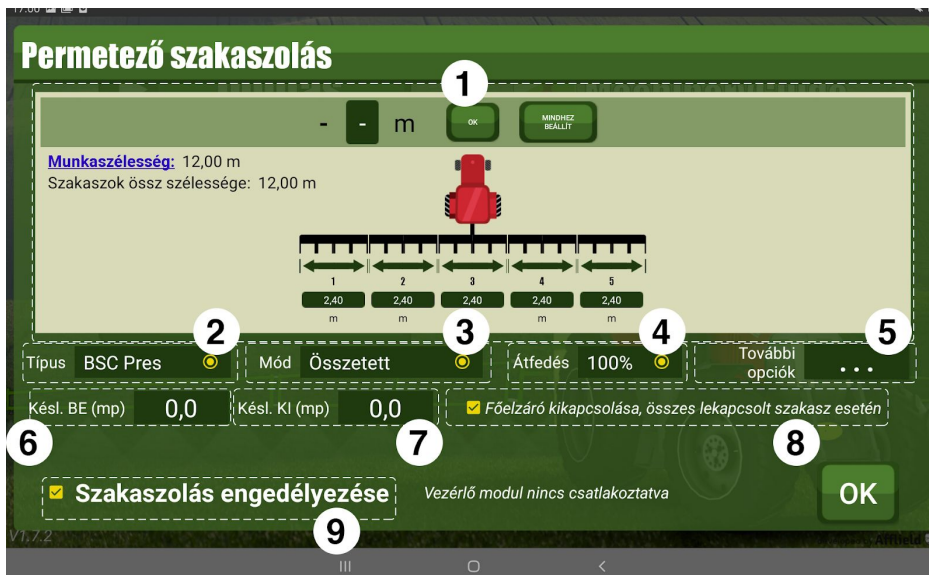 17:00
Permetező szakaszolás
1
- - m OK MINDHEZ BEÁLLÍT
Munkaszélesség: 12,00 m
Szakaszok össz szélessége: 12,00 m
1 2 3 4 5
2,40 2,40 2,40 2,40 2,40
m m m m
2 3 4 5
Típus BSC Pres Mód Összetett Átfedés 100% További opciók ...
Késl. BE (mp) 0,0 Késl. KI (mp) 0,0 Főelzáró kikapcsolása, összes lekapcsolt szakasz esetén
6 7 8
Szakaszolás engedélyezése Vezérlő modul nincs csatlakoztatva OK
9
V1.7.2